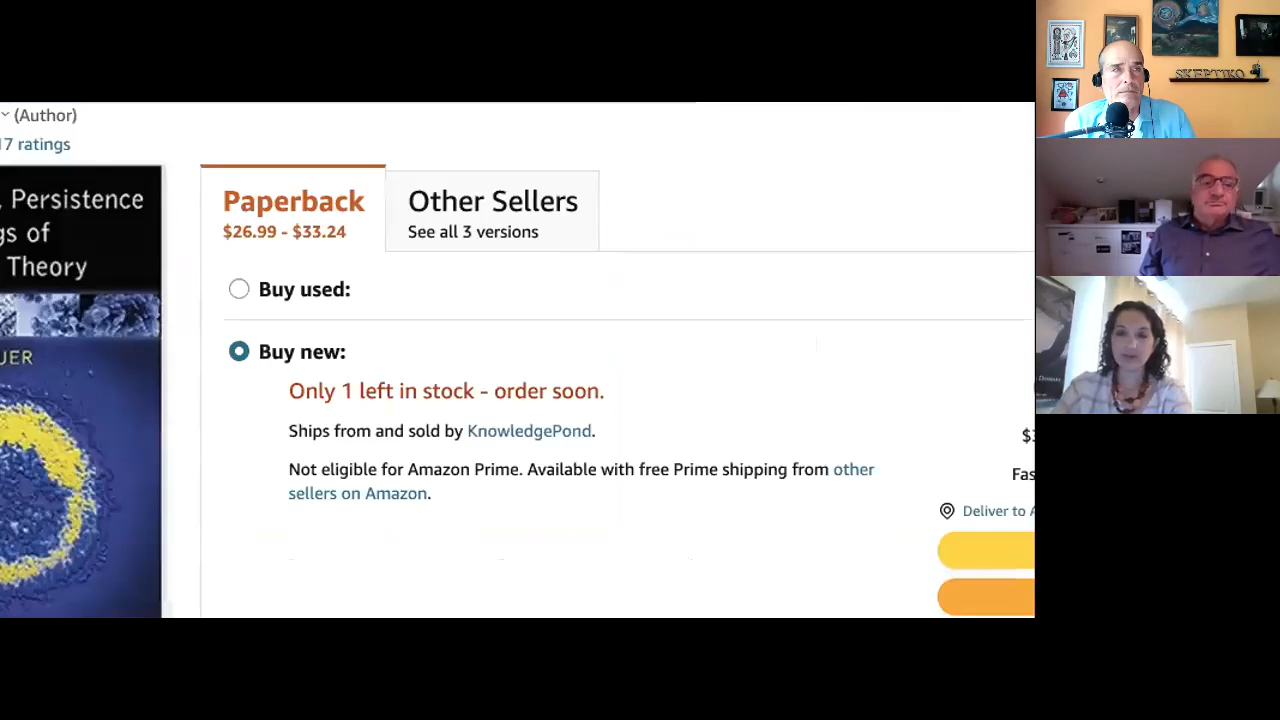 SKEPTIKO
(Author)
17 ratings
, Persistence
gs of
Theory
UER
Paperback
$26.99 - $33.24
Other Sellers
See all 3 versions
Buy used:
Buy new:
Only 1 left in stock - order soon.
Ships from and sold by KnowledgePond.
Not eligible for Amazon Prime. Available with free Prime shipping from other
sellers on Amazon.
Fas
Deliver to A